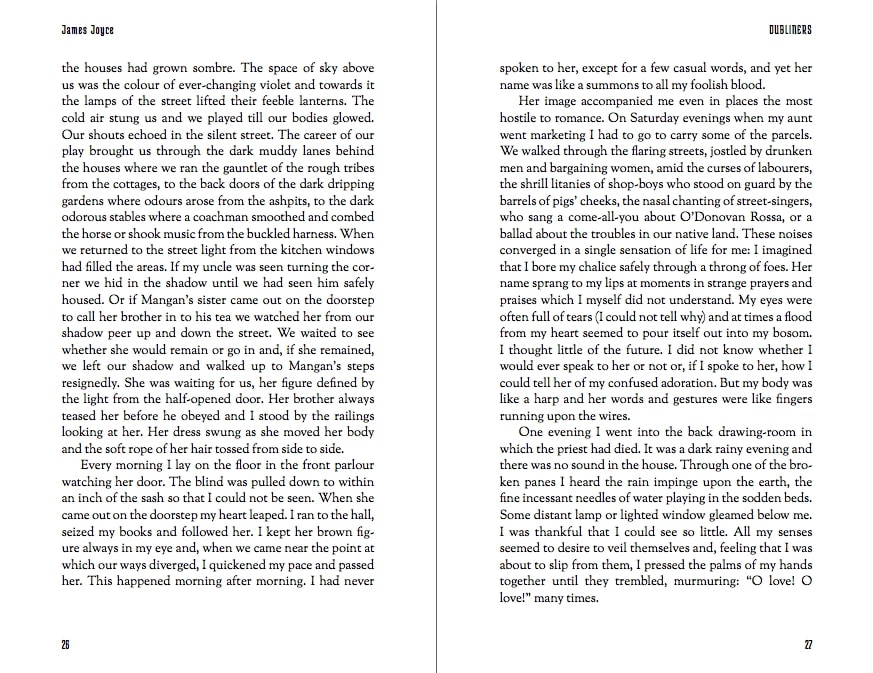 James Joyce
the houses had grown sombre. The space of sky above
us was the colour of ever-changing violet and towards it
the lamps of the street lifted their feeble lanterns. The
cold air stung us and we played till our bodies glowed.
Our shouts echoed in the silent street. The career of our
play brought us through the dark muddy lanes behind
the houses where we ran the gauntlet of the rough tribes
from the cottages, to the back doors of the dark dripping
gardens where odours arose from the ashpits, to the dark
odorous stables where a coachman smoothed and combed
the horse or shook music from the buckled harness. When
we returned to the street light from the kitchen windows
had filled the areas. If my uncle was seen turning the cor-
ner we hid in the shadow until we had seen him safely
housed. Or if Mangan's sister came out on the doorstep
to call her brother in to his tea we watched her from our
shadow peer up and down the street. We waited to see
whether she would remain or go in and, if she remained,
we left our shadow and walked up to Mangan's steps
resignedly. She was waiting for us, her figure defined by
the light from the half-opened door. Her brother always
teased her before he obeyed and I stood by the railings
looking at her. Her dress swung as she moved her body
and the soft rope of her hair tossed from side to side.
Every morning I lay on the floor in the front parlour
watching her door. The blind was pulled down to within
an inch of the sash so that I could not be seen. When she
came out on the doorstep my heart leaped. I ran to the hall,
seized my books and followed her. I kept her brown fig-
ure always in my eye and, when we came near the point at
which our ways diverged, I quickened my pace and passed
her. This happened morning after morning. I had never
26
DUBLINERS
spoken to her, except for a few casual words, and yet her
name was like a summons to all my foolish blood.
Her image accompanied me even in places the most
hostile to romance. On Saturday evenings when my aunt
went marketing I had to go to carry some of the parcels.
We walked through the flaring streets, jostled by drunken
men and bargaining women, amid the curses of labourers,
the shrill litanies of shop-boys who stood on guard by the
barrels of pigs' cheeks, the nasal chanting of street-singers,
who sang a come-all-you about O'Donovan Rossa, or a
ballad about the troubles in our native land. These noises
converged in a single sensation of life for me: I imagined
that I bore my chalice safely through a throng of foes. Her
name sprang to my lips at moments in strange prayers and
praises which I myself did not understand. My eyes were
often full of tears (I could not tell why) and at times a flood
from my heart seemed to pour itself out into my bosom.
I thought little of the future. I did not know whether I
would ever speak to her or not or, if I spoke to her, how I
could tell her of my confused adoration. But my body was
like a harp and her words and gestures were like fingers
running upon the wires.
One evening I went into the back drawing-room in
which the priest had died. It was a dark rainy evening and
there was no sound in the house. Through one of the bro-
ken panes I heard the rain impinge upon the earth, the
fine incessant needles of water playing in the sodden beds.
Some distant lamp or lighted window gleamed below me.
I was thankful that I could see so little. All my senses
seemed to desire to veil themselves and, feeling that I was
about to slip from them, I pressed the palms of my hands
together until they trembled, murmuring: “O love! O
love!” many times.
27